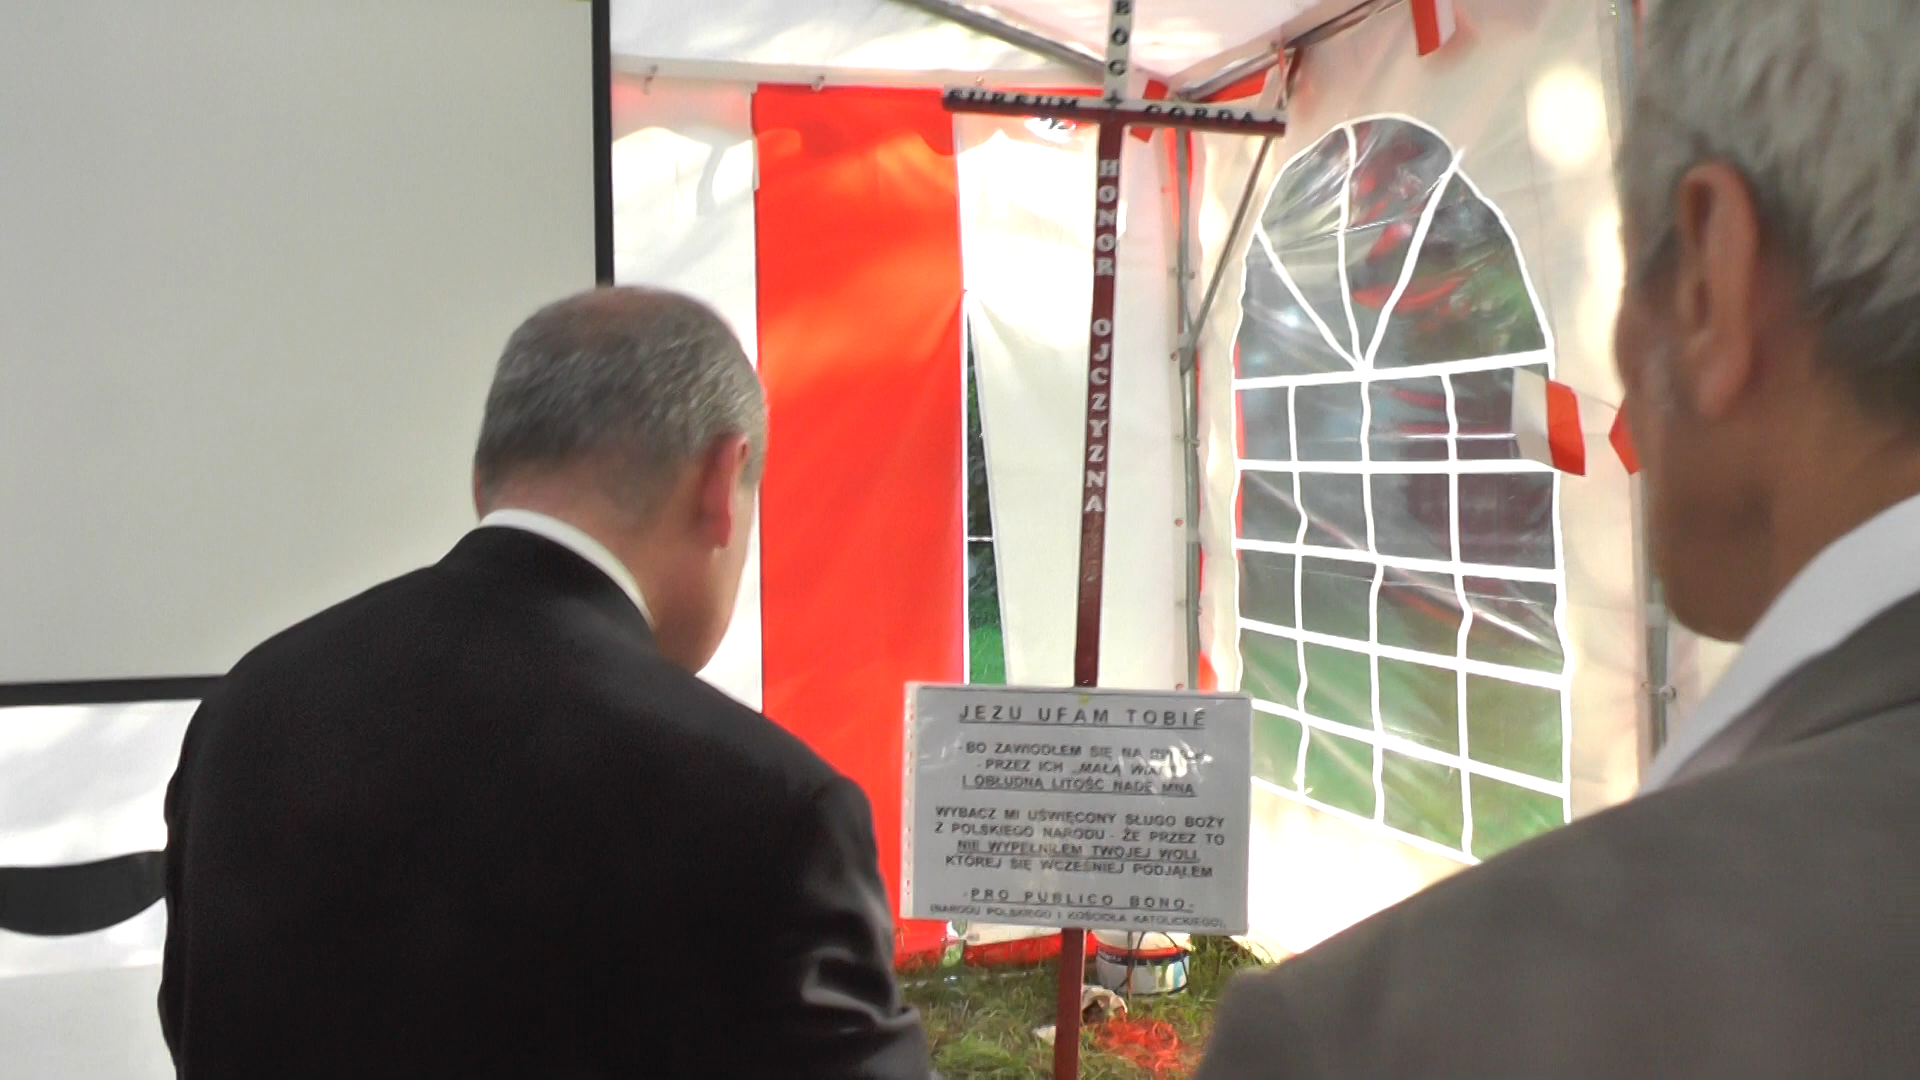 BÓG
SURSUM CORDA
HONOR OJCZYZNA
JEZU UFAM TOBIE
- BO ZAWIODŁEM SIĘ NA
- PRZEZ ICH „MAŁĄ
I OBŁUDNĄ LITOŚĆ NADE MNĄ
WYBACZ MI UŚWIĘCONY SŁUGO BOŻY
Z POLSKIEGO NARODU - ŻE PRZEZ TO
NIE WYPEŁNIŁEM TWOJEJ WOLI,
KTÓREJ SIĘ WCZEŚNIEJ PODJĄŁEM
-PRO PUBLICO BONO-
(NARODU POLSKIEGO I KOŚCIOŁA KATOLICKIEGO).